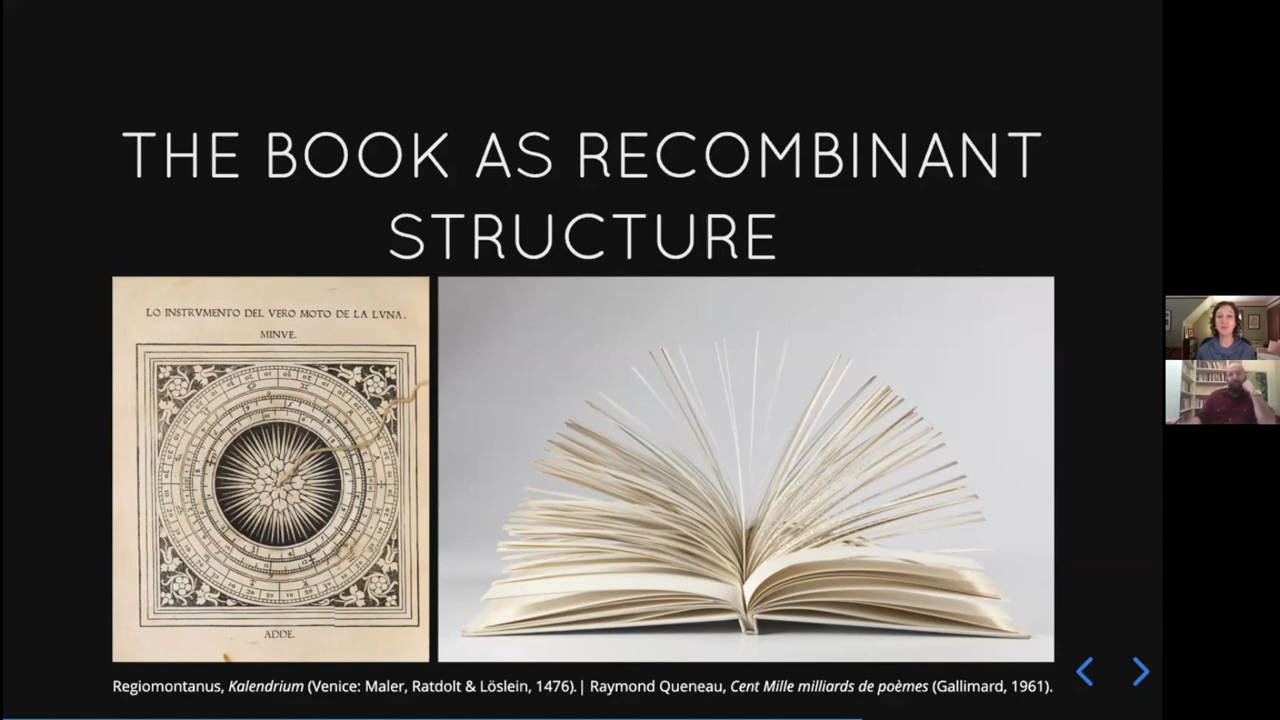 THE BOOK AS RECOMBINANT
STRUCTURE
LO INSTRVMENTO DEL VERO MOTO DE LA LVNA.
MINVE.
ADDE.
Regiomontanus, Kalendrium (Venice: Maler, Ratdolt & Löslein, 1476). | Raymond Queneau, Cent Mille milliards de poèmes (Gallimard, 1961).